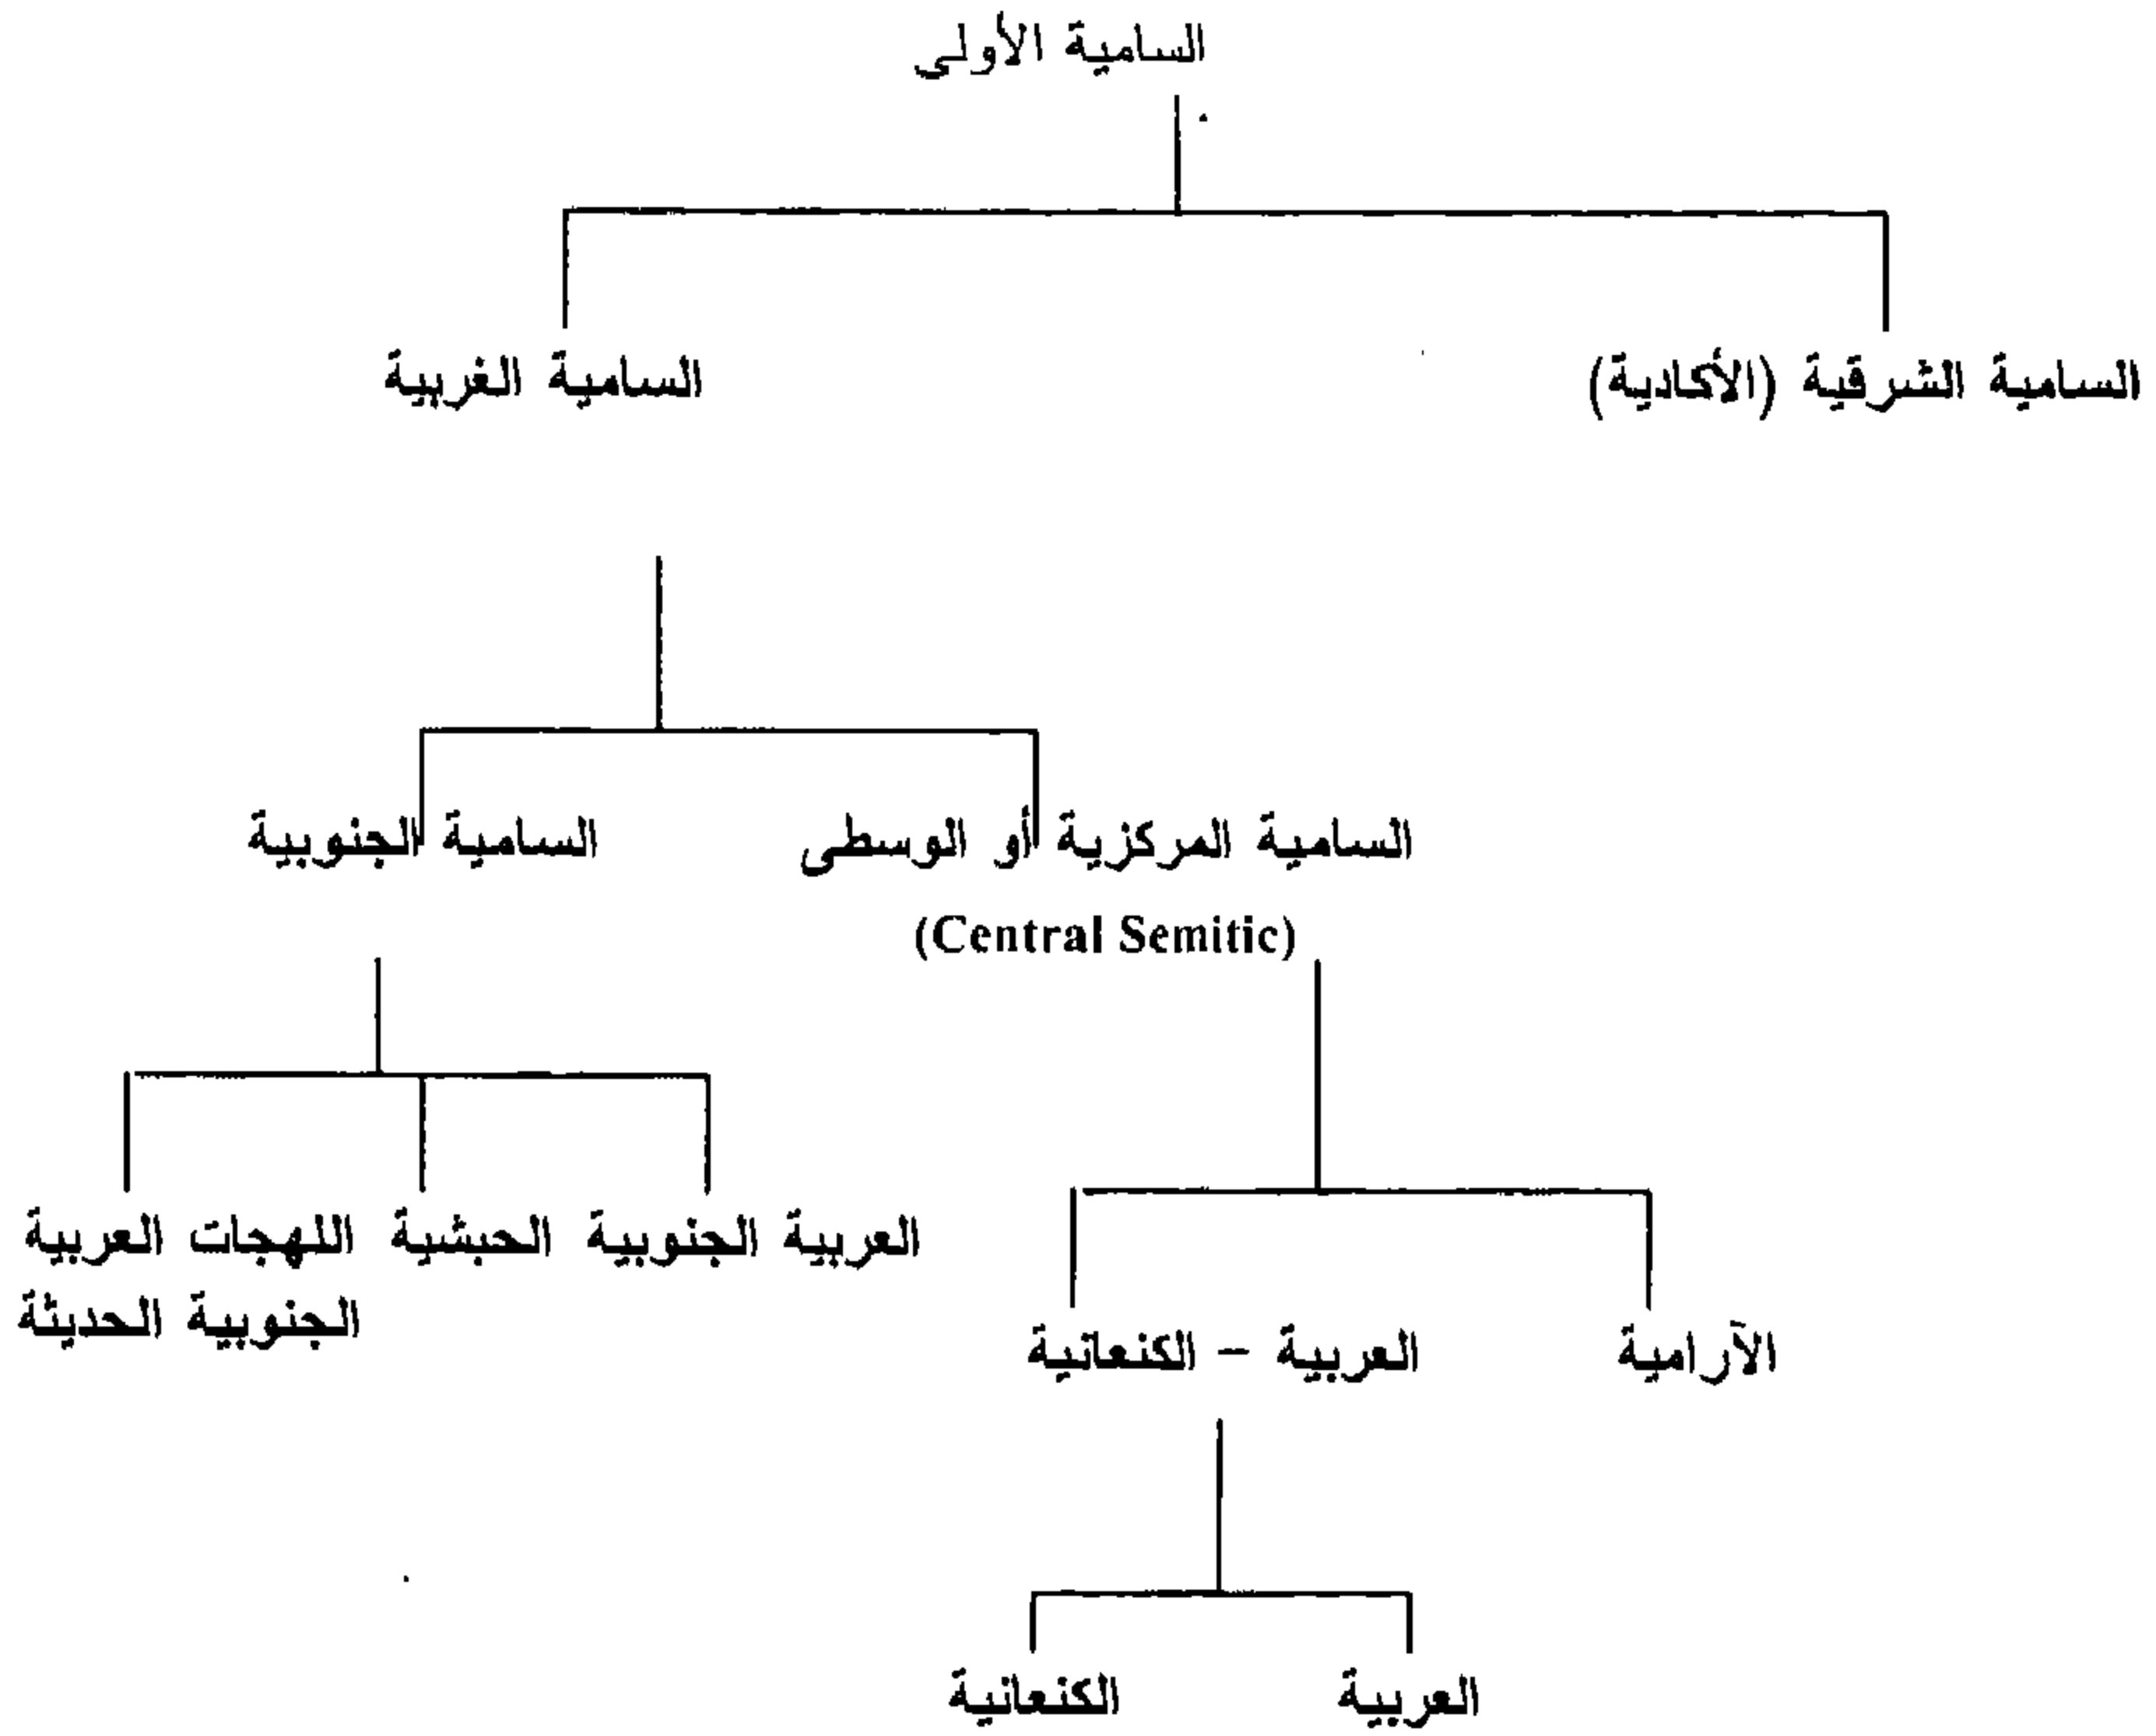 السامية الأولي
السامية الشرقية (الأكادية) السامية الغربية
السامية المركزية أو الوسطى السامية الجنوبية
(Central Semitic)
العربية الجنوبية الحبشية اللهجات العربية
الجنوبية الحديثة
الآرامية العربية – الكنعانية
العربية الكنعانية